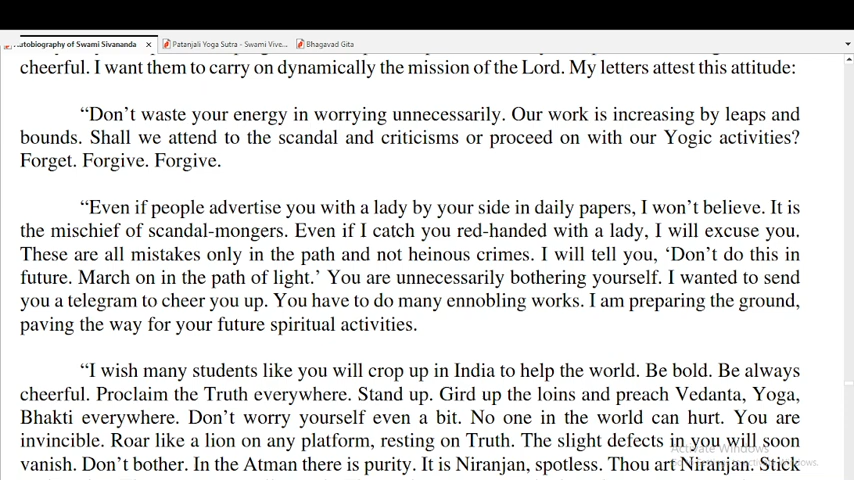 utobiography of Swami Sivananda
Patanjali Yoga Sutra - Swami Vive...
Bhagavad Gita
cheerful. I want them to carry on dynamically the mission of the Lord. My letters attest this attitude:
“Don’t waste your energy in worrying unnecessarily. Our work is increasing by leaps and
bounds. Shall we attend to the scandal and criticisms or proceed on with our Yogic activities?
Forget. Forgive. Forgive.
“Even if people advertise you with a lady by your side in daily papers, I won’t believe. It is
the mischief of scandal-mongers. Even if I catch you red-handed with a lady, I will excuse you.
These are all mistakes only in the path and not heinous crimes. I will tell you, ‘Don’t do this in
future. March on in the path of light.’ You are unnecessarily bothering yourself. I wanted to send
you a telegram to cheer you up. You have to do many ennobling works. I am preparing the ground,
paving the way for your future spiritual activities.
“I wish many students like you will crop up in India to help the world. Be bold. Be always
cheerful. Proclaim the Truth everywhere. Stand up. Gird up the loins and preach Vedanta, Yoga,
Bhakti everywhere. Don’t worry yourself even a bit. No one in the world can hurt. You are
invincible. Roar like a lion on any platform, resting on Truth. The slight defects in you will soon
Activate Windows
vanish. Don’t bother. In the Atman there is purity. It is Niranjan, spotless. Thou art Niranjan. Stick